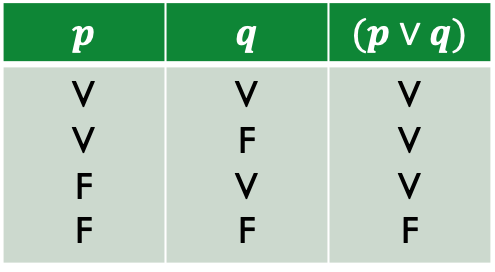 p q (p ∨ q)
V V V
V F V
F V V
F F F